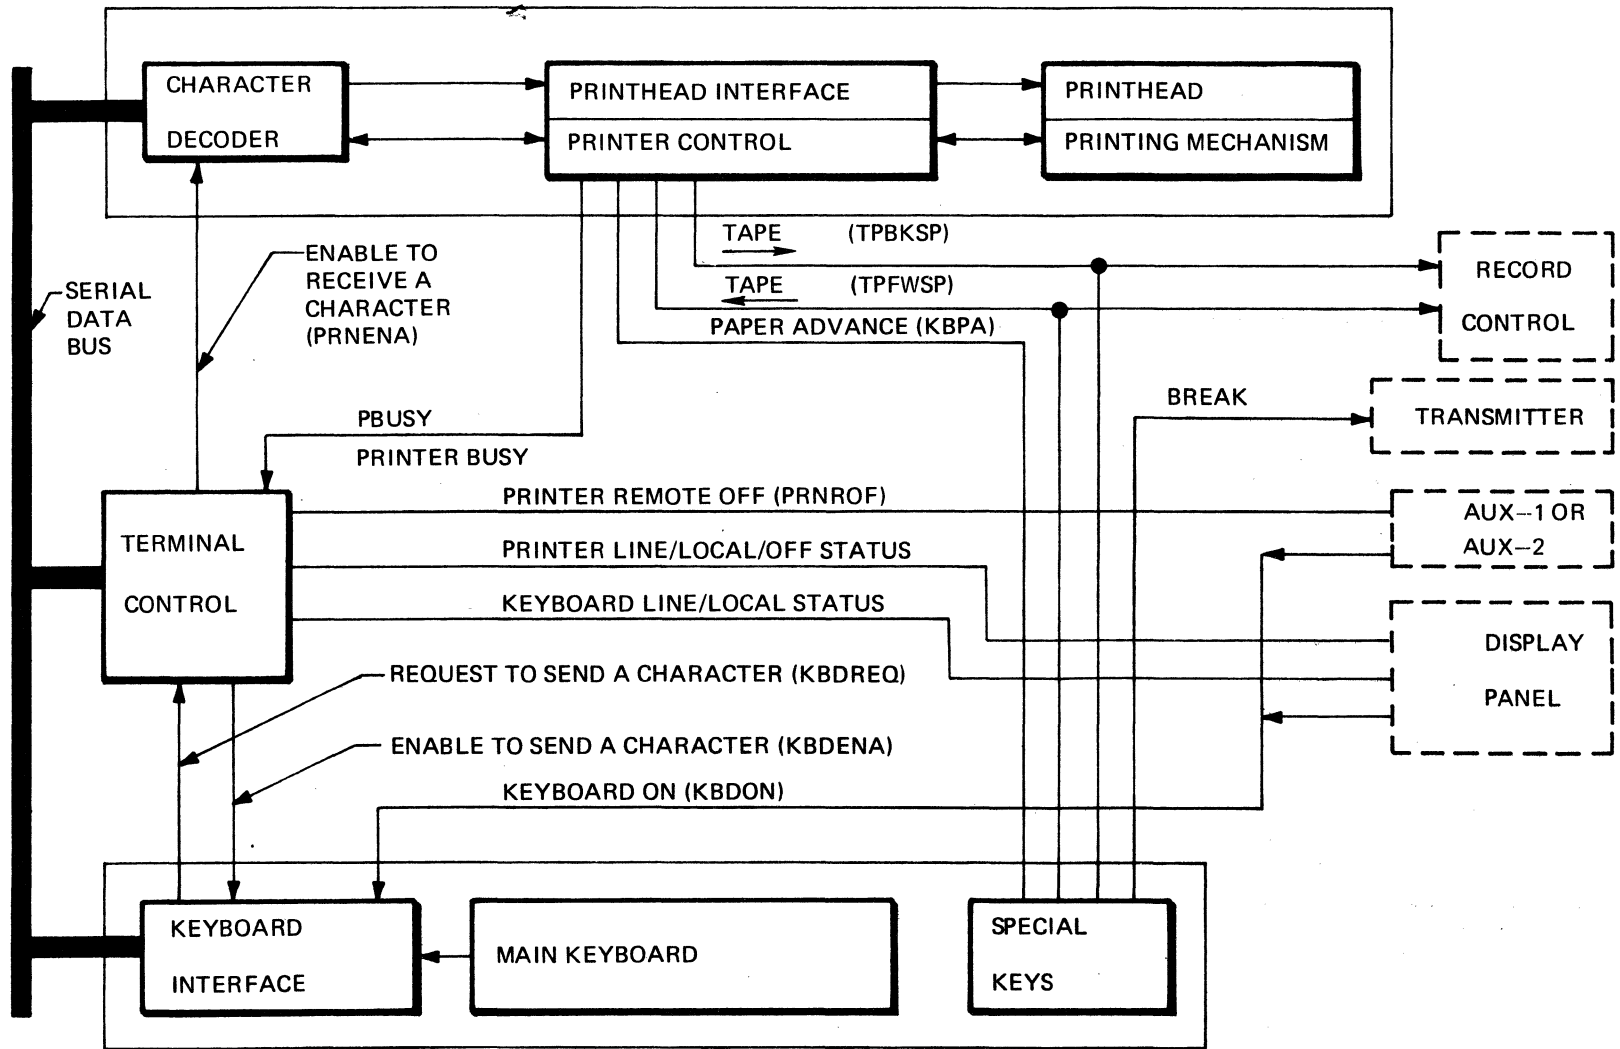 CHARACTER
DECODER
PRINTHEAD INTERFACE
PRINTER CONTROL
PRINTHEAD
PRINTING MECHANISM
TAPE (TPBKSP)
TAPE (TPFWSP)
PAPER ADVANCE (KBPA)
RECORD
CONTROL
ENABLE TO
RECEIVE A
CHARACTER
(PRNENA)
SERIAL
DATA
BUS
BREAK
TRANSMITTER
PBUSY
PRINTER BUSY
TERMINAL
CONTROL
PRINTER REMOTE OFF (PRNROF)
PRINTER LINE/LOCAL/OFF STATUS
KEYBOARD LINE/LOCAL STATUS
AUX-1 OR
AUX-2
DISPLAY
PANEL
REQUEST TO SEND A CHARACTER (KBDREQ)
ENABLE TO SEND A CHARACTER (KBDENA)
KEYBOARD ON (KBDON)
KEYBOARD
INTERFACE
MAIN KEYBOARD
SPECIAL
KEYS